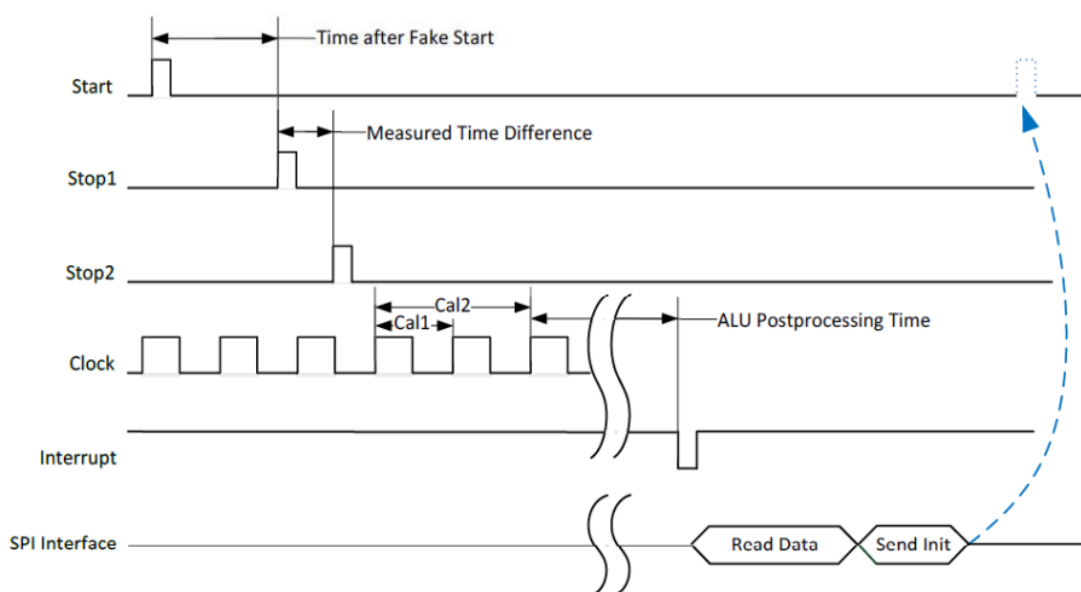 Time after Fake Start
Start
Measured Time Difference
Stop1
Stop2
Cal2
Cal1
ALU Postprocessing Time
Clock
Interrupt
SPI Interface
Read Data
Send Init